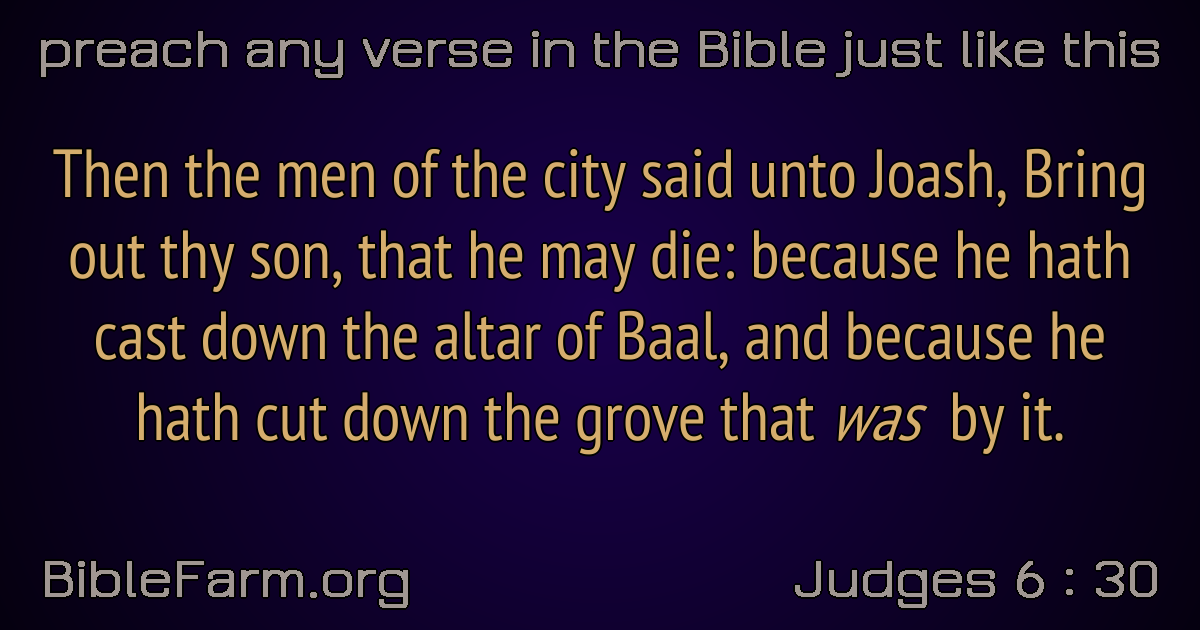 preach any verse in the Bible just like this
Then the men of the city said unto Joash, Bring
out thy son, that he may die: because he hath
cast down the altar of Baal, and because he
hath cut down the grove that was by it.
BibleFarm.org
Judges 6 : 30